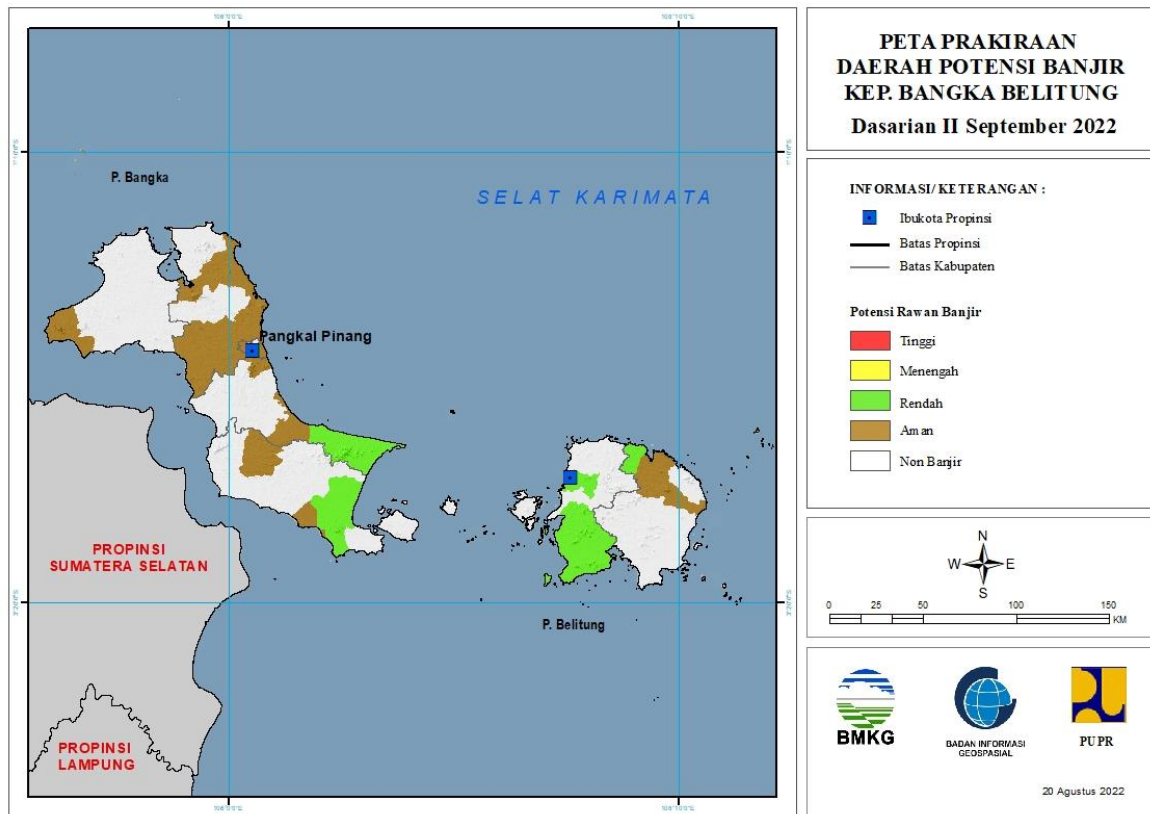 PETA PRAKIRAAN
DAERAH POTENSI BANJIR
KEP. BANGKA BELITUNG
Dasarian II September 2022
P. Bangka
SELAT KARIMATA
Pangkal Pinang
PROPINSI
SUMATERA SELATAN
P. Belitung
PROPINSI
LAMPUNG
INFORMASI/ KETERANGAN :
Ibukota Propinsi
Batas Propinsi
Batas Kabupaten
Potensi Rawan Banjir
Tinggi
Menengah
Rendah
Aman
Non Banjir
N
W E
S
0 25 50 100 150
KM
BMKG
BADAN INFORMASI
GEOSPASIAL
PUPR
20 Agustus 2022